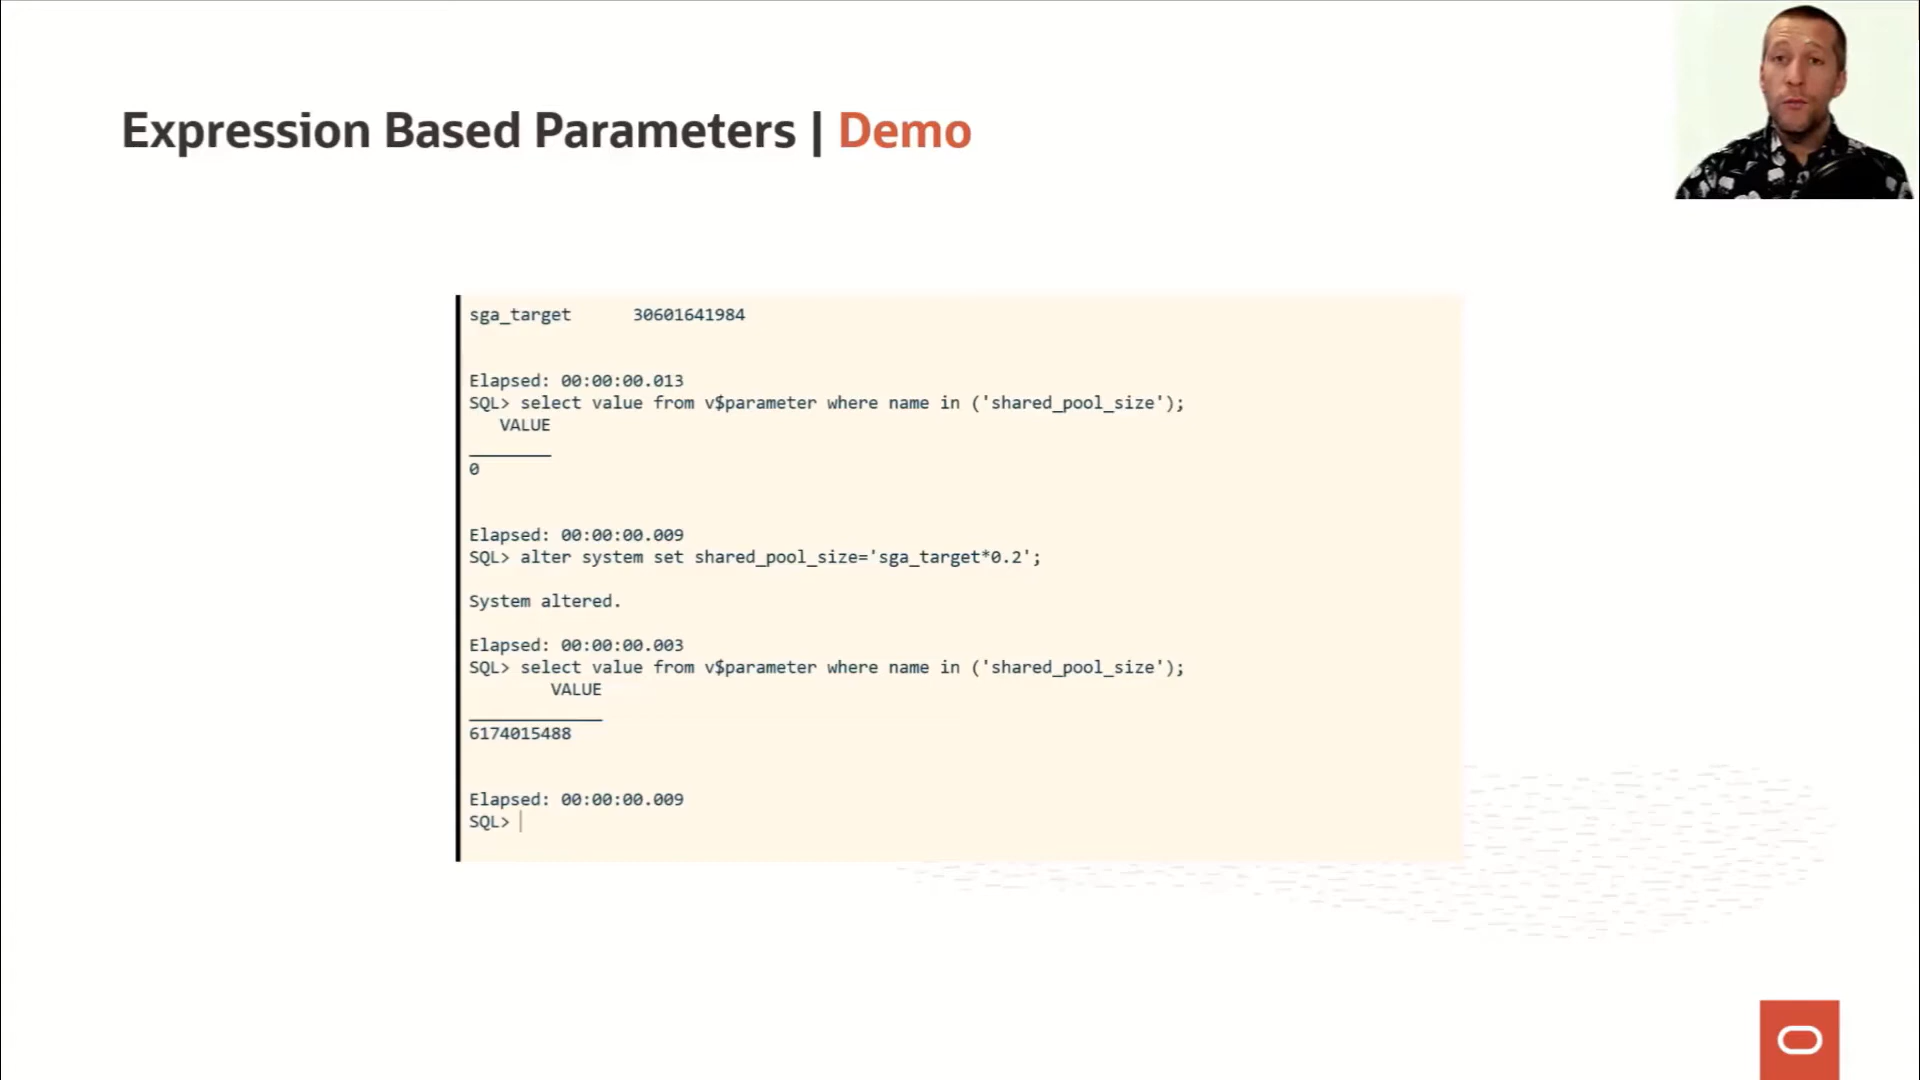 Expression Based Parameters | Demo
sga_target 30601641984
Elapsed: 00:00:00.013
SQL> select value from v$parameter where name in ('shared_pool_size');
VALUE
0
Elapsed: 00:00:00.009
SQL> alter system set shared_pool_size='sga_target*0.2';
System altered.
Elapsed: 00:00:00.003
SQL> select value from v$parameter where name in ('shared_pool_size');
VALUE
6174015488
Elapsed: 00:00:00.009
SQL>